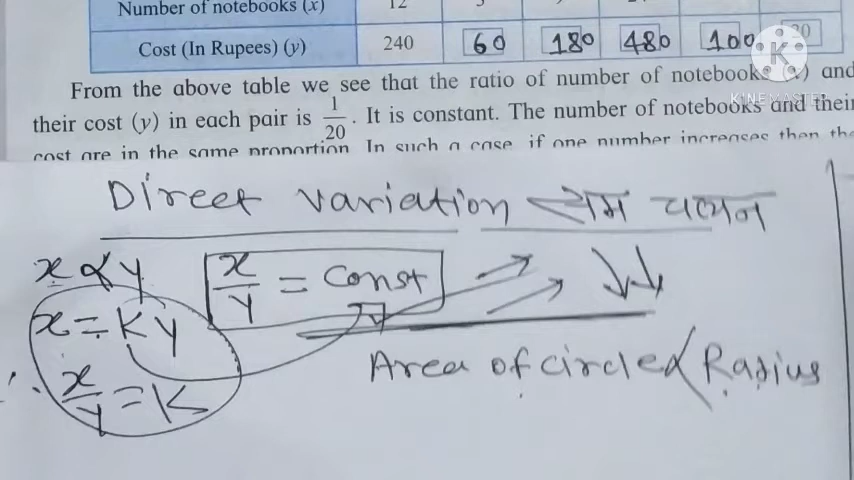 Number of notebooks (x) 12
Cost (In Rupees) (y) 240 60 180 480 100
From the above table we see that the ratio of number of notebooks (x) and
their cost (y) in each pair is 1/20. It is constant. The number of notebooks and their
cost are in the same proportion. In such a case, if one number increases then the
KINEMASTER
Direct variation सम चलन
x ∝ y
x/y = Const
x = Ky
Area of circle ∝ Radius
∴ x/y = K